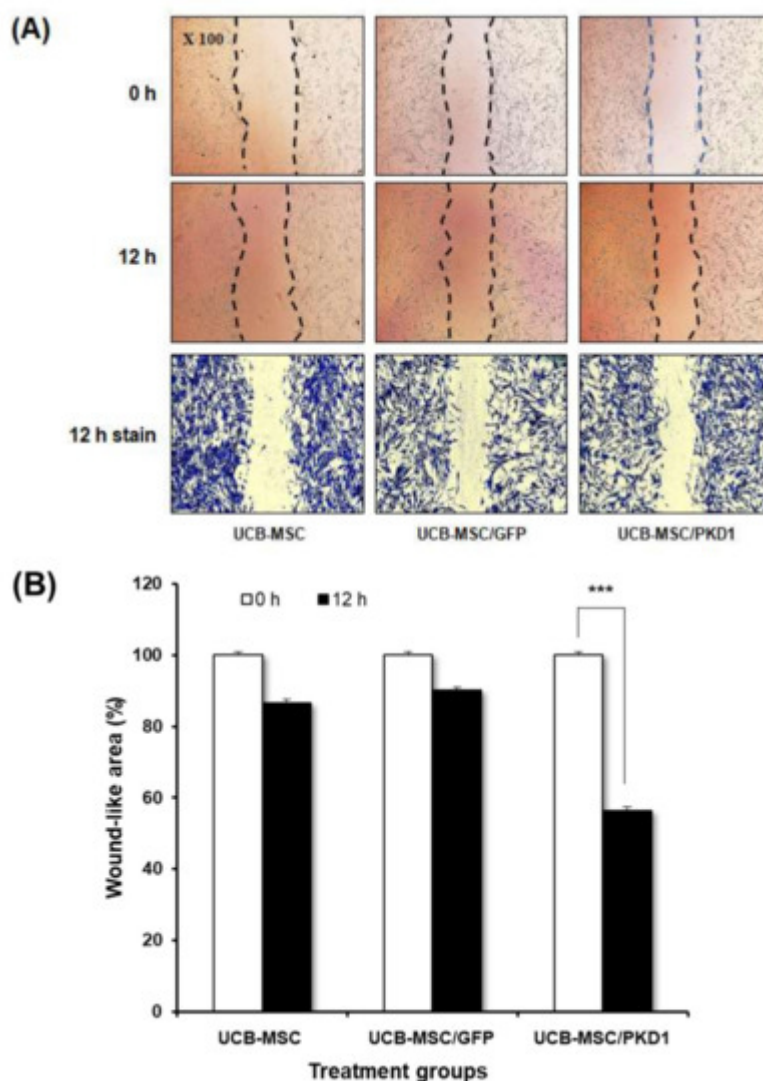 (A)
X 100
0 h
12 h
12 h stain
UCB-MSC UCB-MSC/GFP UCB-MSC/PKD1
(B)
120
0 h 12 h
***
100
80
60
40
20
0
Wound-like area (%)
UCB-MSC UCB-MSC/GFP UCB-MSC/PKD1
Treatment groups